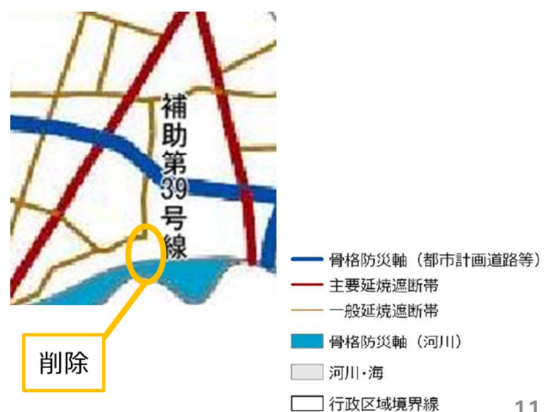 補助第39号線
削除
骨格防災軸（都市計画道路等）
主要延焼遮断帯
一般延焼遮断帯
骨格防災軸（河川）
河川・海
行政区域境界線
11